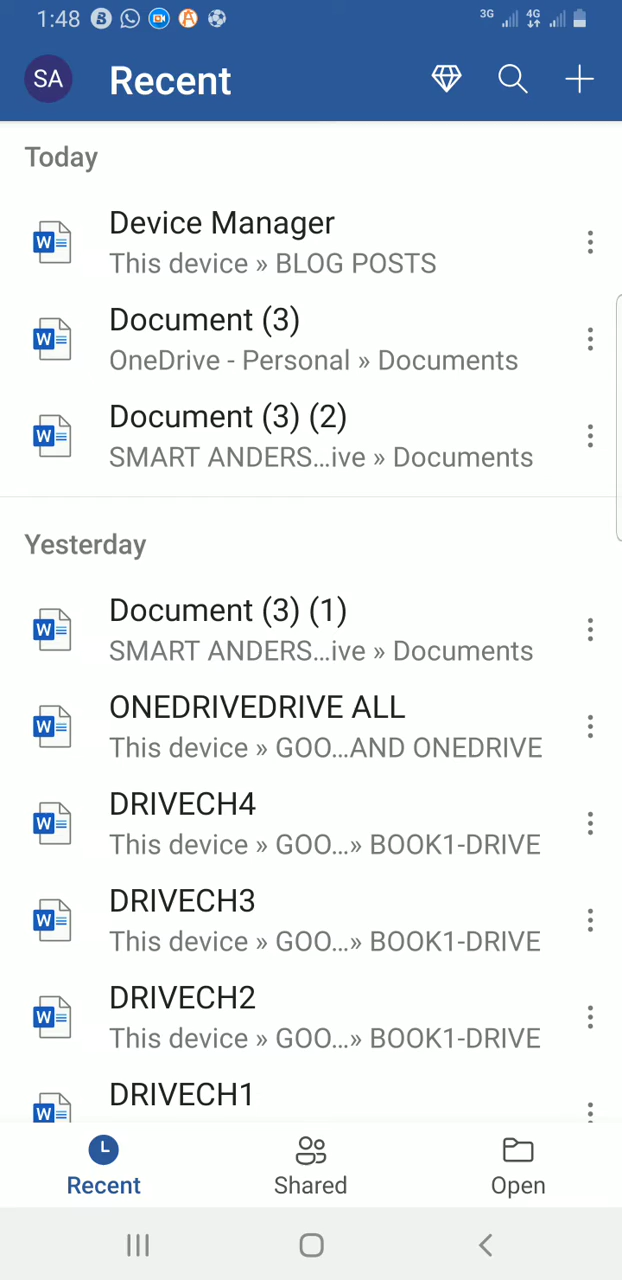 1:48
3G 4G
SA Recent
Today
Device Manager
This device » BLOG POSTS
Document (3)
OneDrive - Personal » Documents
Document (3) (2)
SMART ANDERS...ive » Documents
Yesterday
Document (3) (1)
SMART ANDERS...ive » Documents
ONEDRIVEDRIVE ALL
This device » GOO...AND ONEDRIVE
DRIVECH4
This device » GOO...» BOOK1-DRIVE
DRIVECH3
This device » GOO...» BOOK1-DRIVE
DRIVECH2
This device » GOO...» BOOK1-DRIVE
DRIVECH1
Recent
Shared
Open